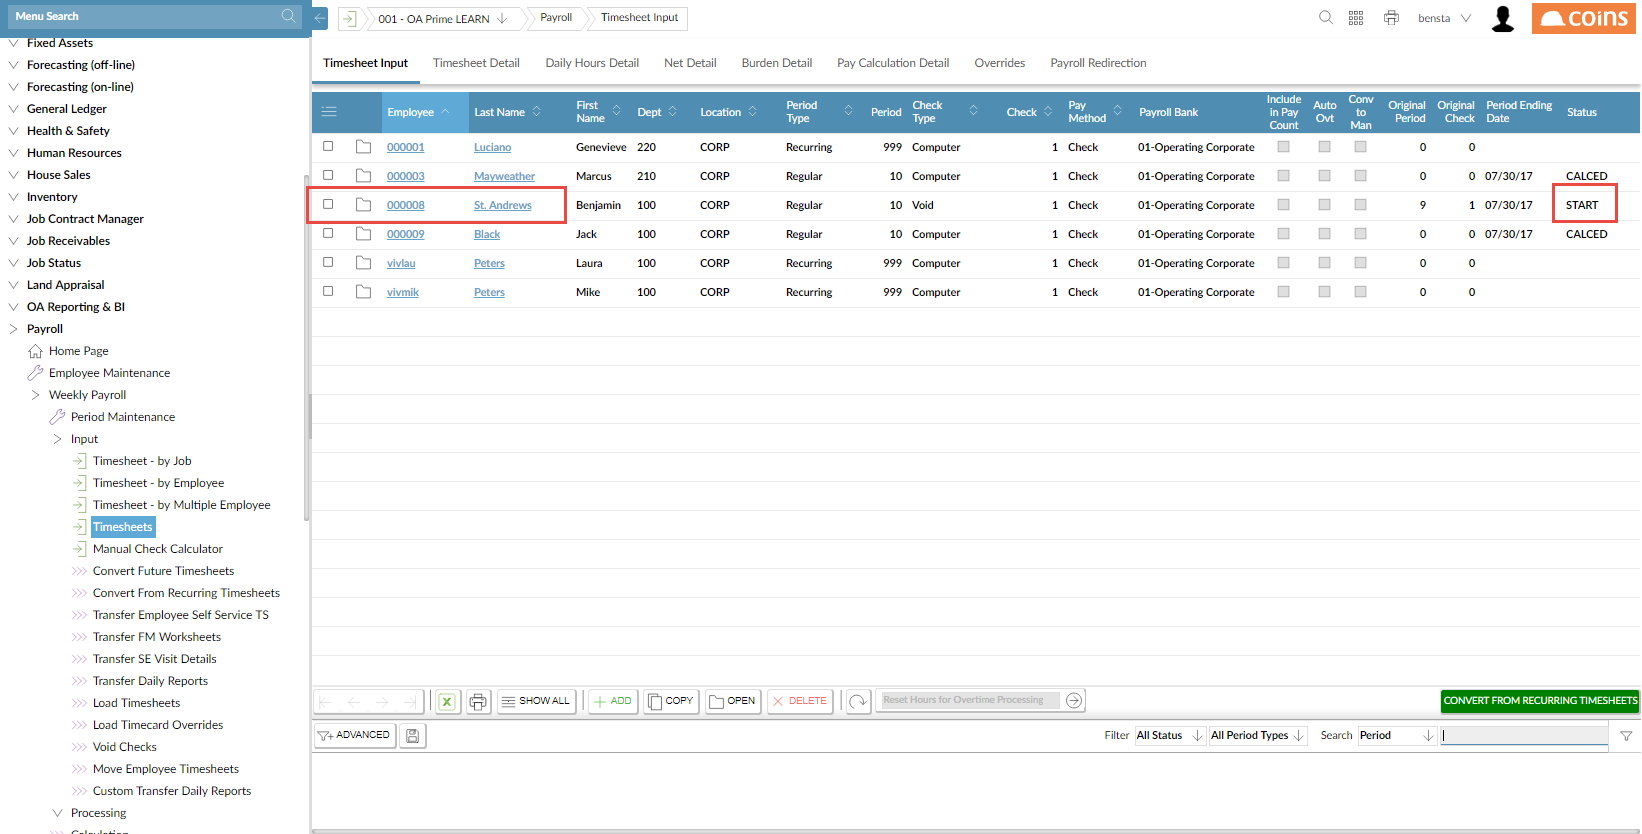 Menu Search
001 - OA Prime LEARN
Payroll
Timesheet Input
bensta
coins
Fixed Assets
Forecasting (off-line)
Forecasting (on-line)
General Ledger
Health & Safety
Human Resources
House Sales
Inventory
Job Contract Manager
Job Receivables
Job Status
Land Appraisal
OA Reporting & BI
Payroll
Home Page
Employee Maintenance
Weekly Payroll
Period Maintenance
Input
Timesheet - by Job
Timesheet - by Employee
Timesheet - by Multiple Employee
Timesheets
Manual Check Calculator
Convert Future Timesheets
Convert From Recurring Timesheets
Transfer Employee Self Service TS
Transfer FM Worksheets
Transfer SE Visit Details
Transfer Daily Reports
Load Timesheets
Load Timecard Overrides
Void Checks
Move Employee Timesheets
Custom Transfer Daily Reports
Processing
Calculation
Timesheet Input Timesheet Detail Daily Hours Detail Net Detail Burden Detail Pay Calculation Detail Overrides Payroll Redirection
Employee Last Name First Name Dept Location Period Type Period Check Type Check Pay Method Payroll Bank Include in Pay Count Auto Ovt Conv to Man Original Period Original Check Period Ending Date Status
000001 Luciano Genevieve 220 CORP Recurring 999 Computer 1 Check 01-Operating Corporate 0 0
000003 Mayweather Marcus 210 CORP Regular 10 Computer 1 Check 01-Operating Corporate 0 0 07/30/17 CALCED
000008 St. Andrews Benjamin 100 CORP Regular 10 Void 1 Check 01-Operating Corporate 9 1 07/30/17 START
000009 Black Jack 100 CORP Regular 10 Computer 1 Check 01-Operating Corporate 0 0 07/30/17 CALCED
vivlau Peters Laura 100 CORP Recurring 999 Computer 1 Check 01-Operating Corporate 0 0
vivmik Peters Mike 100 CORP Recurring 999 Computer 1 Check 01-Operating Corporate 0 0
SHOW ALL ADD COPY OPEN DELETE Reset Hours for Overtime Processing CONVERT FROM RECURRING TIMESHEETS
ADVANCED Filter All Status All Period Types Search Period